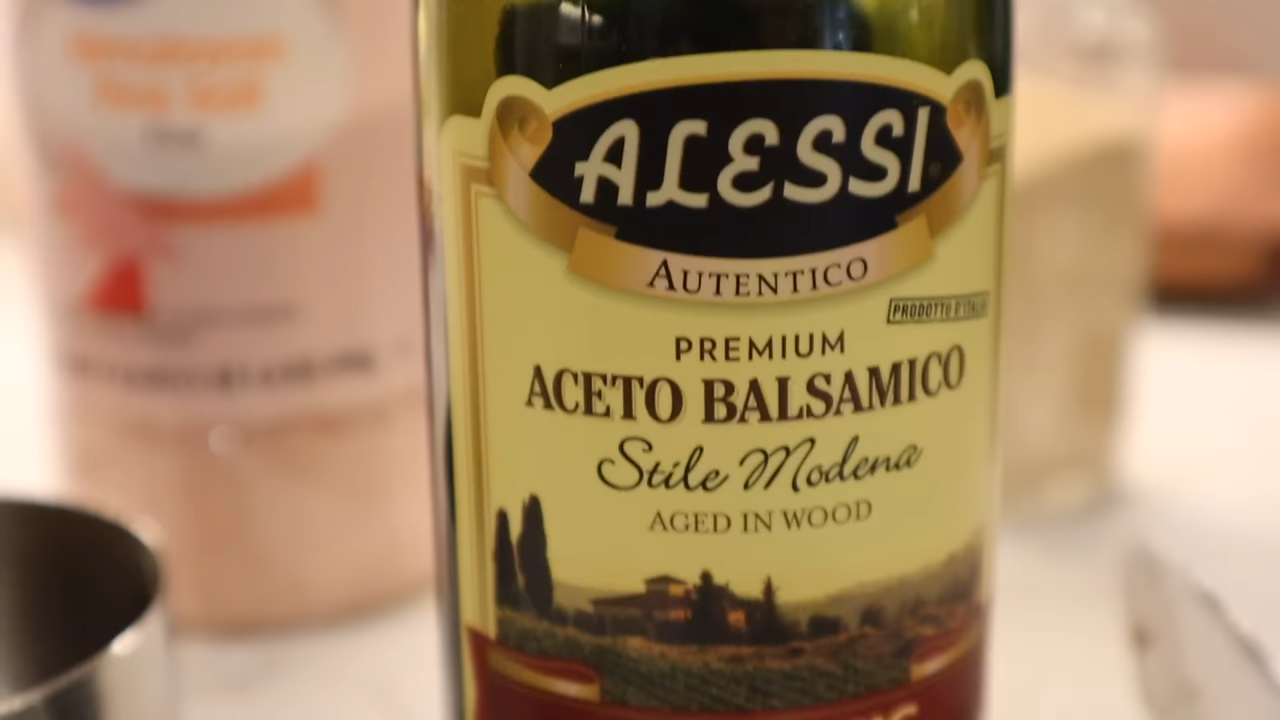 ALESSI
AUTENTICO
PRODOTTO D'ITALIA
PREMIUM
ACETO BALSAMICO
Stile Modena
AGED IN WOOD